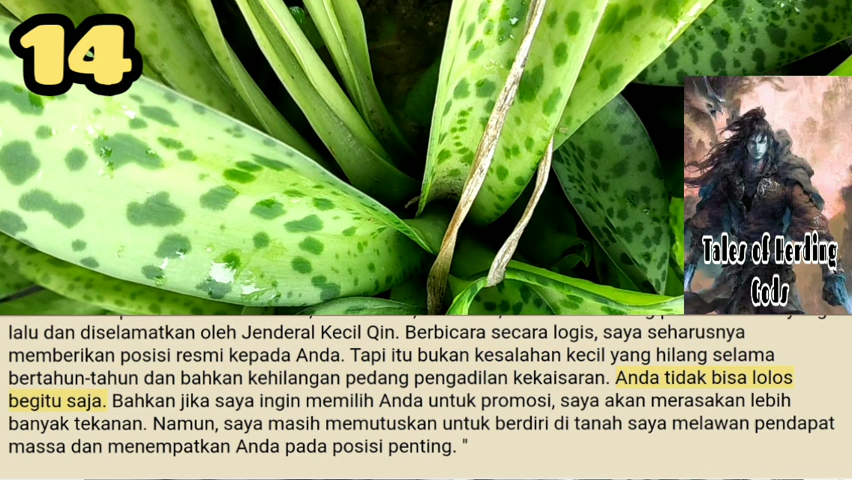 14
Tales of Herding
Gods
lalu dan diselamatkan oleh Jenderal Kecil Qin. Berbicara secara logis, saya seharusnya
memberikan posisi resmi kepada Anda. Tapi itu bukan kesalahan kecil yang hilang selama
bertahun-tahun dan bahkan kehilangan pedang pengadilan kekaisaran. Anda tidak bisa lolos
begitu saja. Bahkan jika saya ingin memilih Anda untuk promosi, saya akan merasakan lebih
banyak tekanan. Namun, saya masih memutuskan untuk berdiri di tanah saya melawan pendapat
massa dan menempatkan Anda pada posisi penting. "